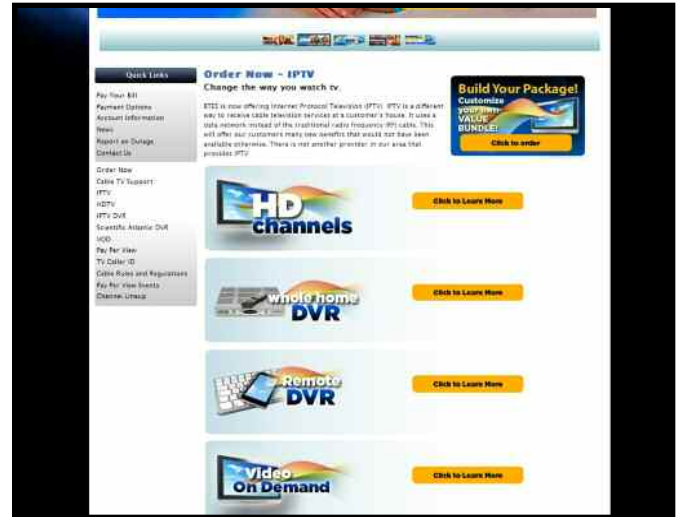 Quick Links
Pay Your Bill
Payment Options
Account Information
News
Report an Outage
Contact Us
Order Now
Cable TV Support
IPTV
HDTV
IPTV DVR
Scientific Atlanta DVR
VOD
Pay Per View
TV Caller ID
Cable Rules and Regulations
Pay Per View Events
Channel Lineup
Order Now - IPTV
Change the way you watch tv.
is now offering Internet Protocol Television (IPTV). IPTV is a different
way to receive cable television services at a customer's house. It uses a
data network instead of the traditional radio frequency (RF) cable. This
will offer our customers many new benefits that would not have been
available otherwise. There is not another provider in our area that
provides IPTV
Build Your Package!
Customize
your own
VALUE
BUNDLE!
Click to order
HD
channels
Click to Learn More
whole home
DVR
Click to Learn More
Remote
DVR
Click to Learn More
Video
On Demand
Click to Learn More